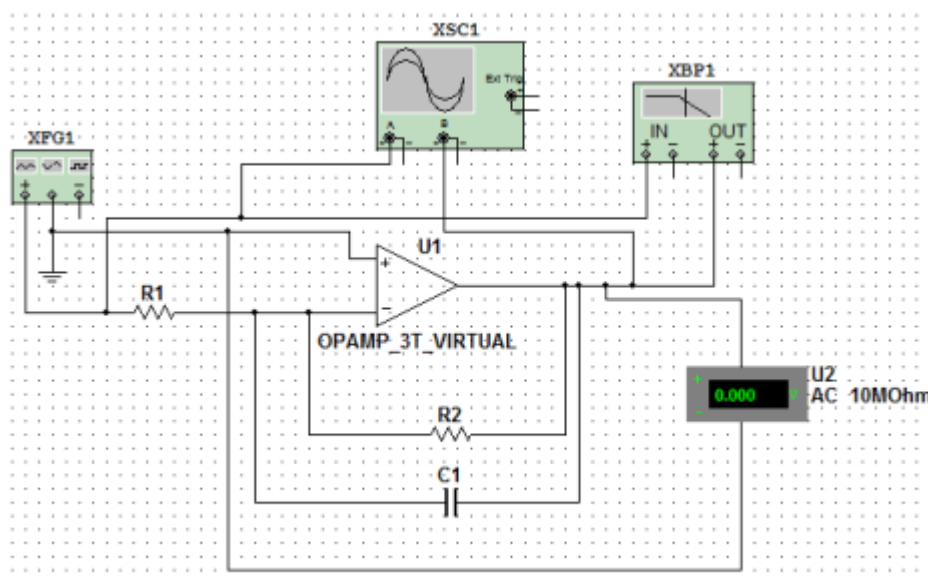 XSC1
Ext Trig
A
B
XBP1
IN
OUT
XFG1
U1
R1
OPAMP_3T_VIRTUAL
U2
0.000
V
AC 10MOhm
R2
C1